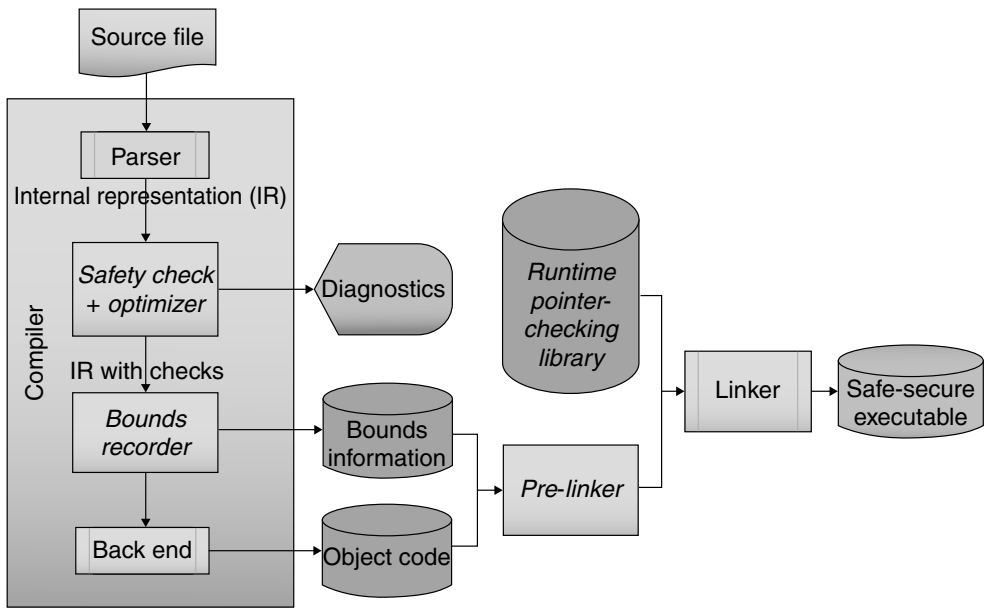 Source file
Parser
Internal representation (IR)
Safety check
+ optimizer
Diagnostics
Compiler
IR with checks
Bounds
recorder
Bounds
information
Back end
Object code
Runtime
pointer-
checking
library
Pre-linker
Linker
Safe-secure
executable